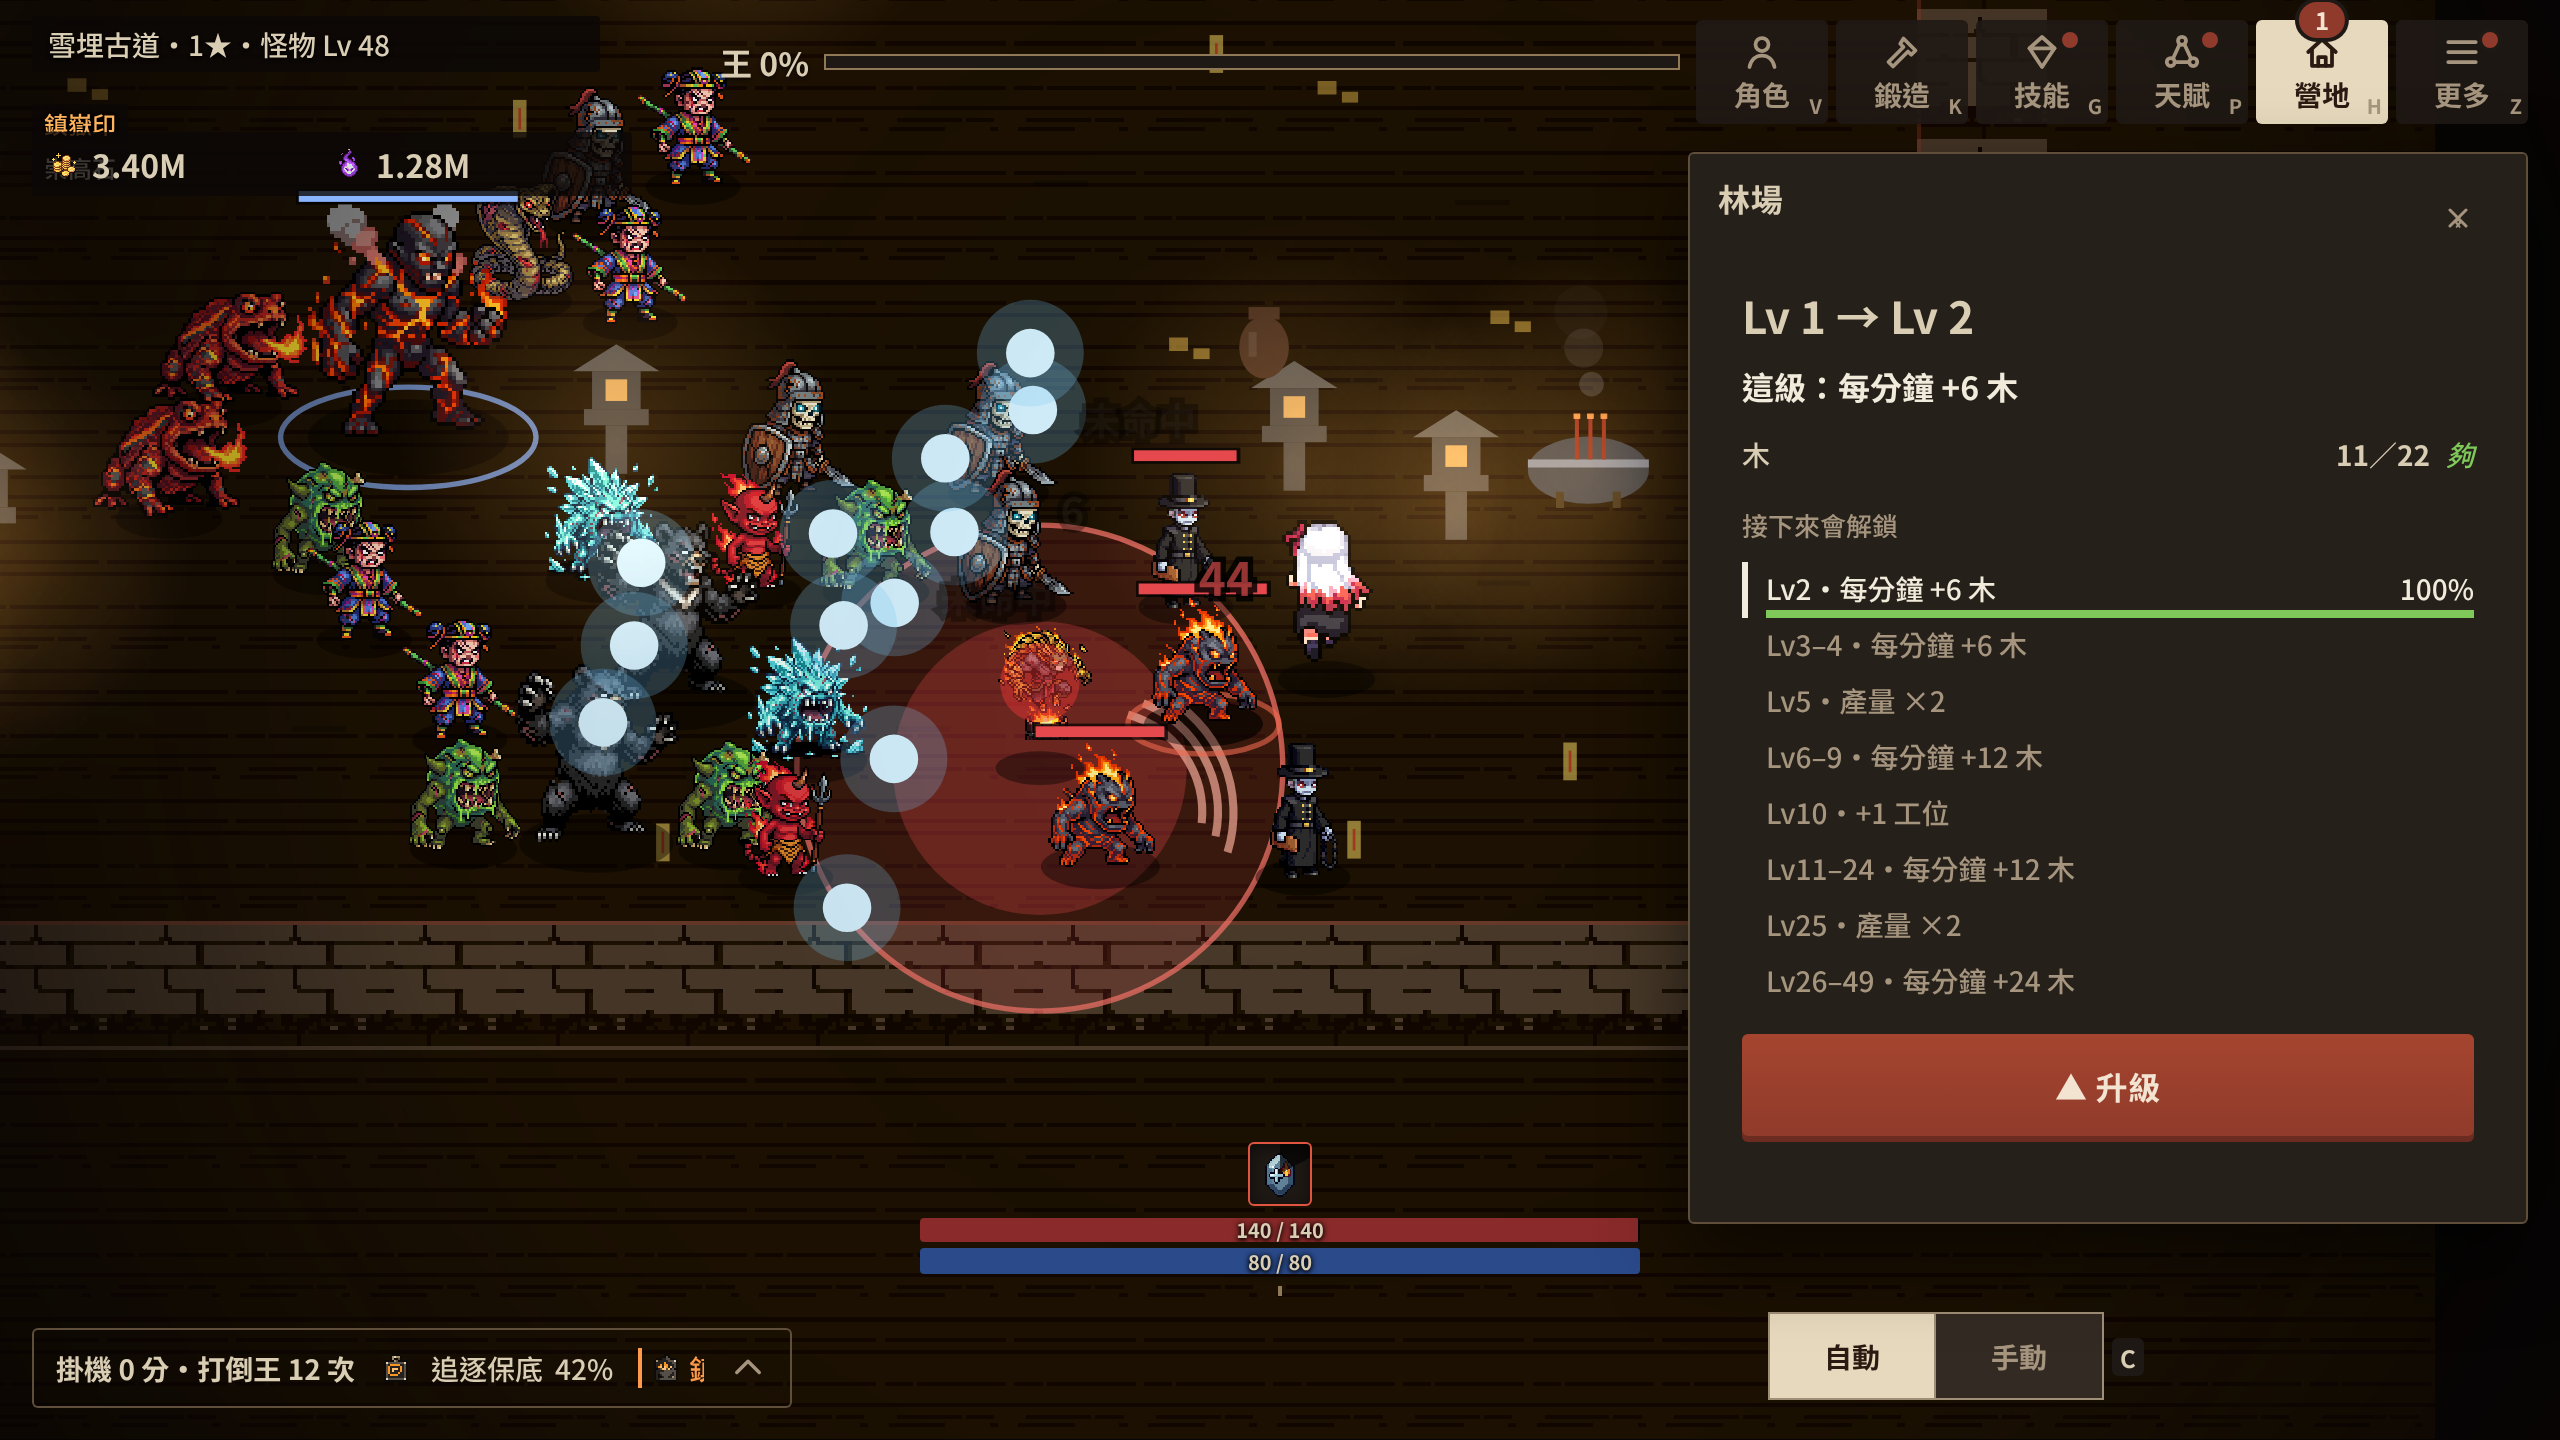 雪埋古道・1★・怪物 Lv 48
王 0%
鎮嶽印
3.40M
1.28M
角色 V
鍛造 K
技能 G
天賦 P
1
營地 H
更多 Z
林場
Lv 1 → Lv 2
這級：每分鐘 +6 木
木 11／22 夠
接下來會解鎖
Lv2・每分鐘 +6 木 100%
Lv3–4・每分鐘 +6 木
Lv5・產量 ×2
Lv6–9・每分鐘 +12 木
Lv10・+1 工位
Lv11–24・每分鐘 +12 木
Lv25・產量 ×2
Lv26–49・每分鐘 +24 木
▲ 升級
未命中
6
44
140 / 140
80 / 80
掛機 0 分・打倒王 12 次 追逐保底 42%
自動 手動 C